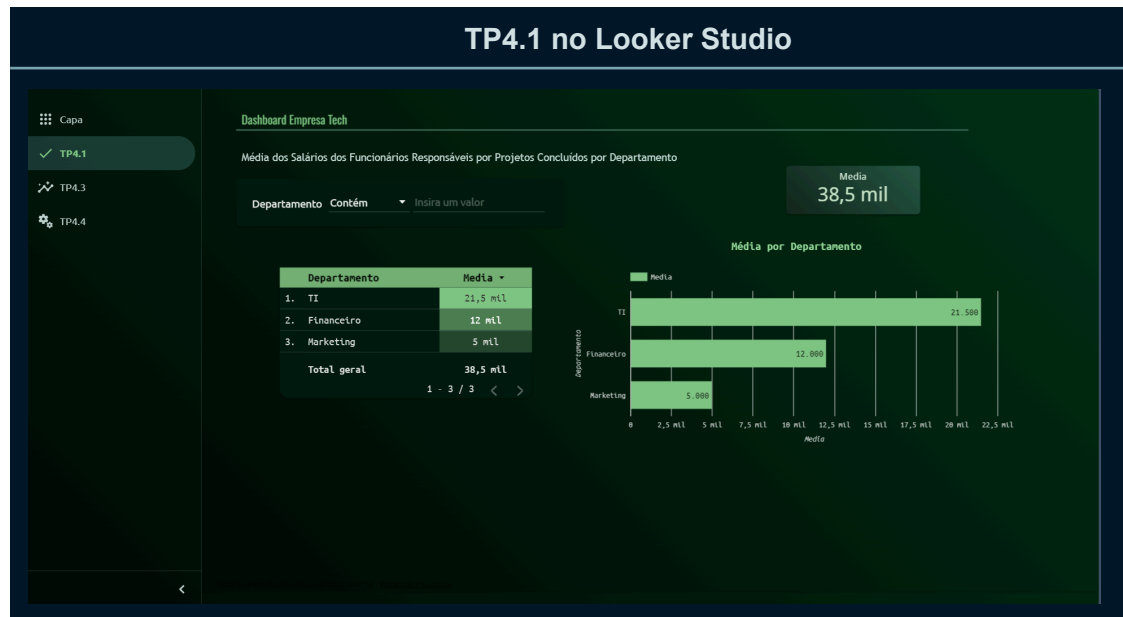 TP4.1 no Looker Studio
Capa
TP4.1
TP4.3
TP4.4
Dashboard Empresa Tech
Média dos Salários dos Funcionários Responsáveis por Projetos Concluídos por Departamento
Departamento Contém Insira um valor
Media
38,5 mil
Departamento Media
1. TI 21,5 mil
2. Financeiro 12 mil
3. Marketing 5 mil
Total geral 38,5 mil
1 - 3 / 3
Média por Departamento
Media
Departamento
TI 21.500
Financeiro 12.000
Marketing 5.000
0 2,5 mil 5 mil 7,5 mil 10 mil 12,5 mil 15 mil 17,5 mil 20 mil 22,5 mil
Media